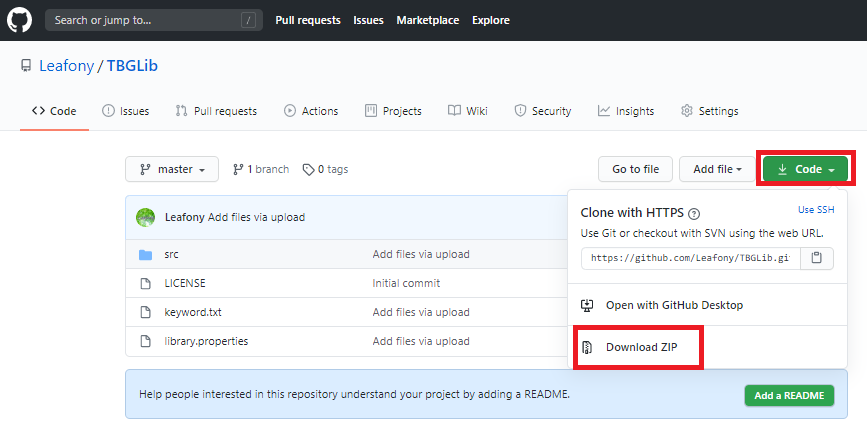 Search or jump to... /
Pull requests Issues Marketplace Explore
Leafony / TBGLib
Code Issues Pull requests Actions Projects Wiki Security Insights Settings
master 1 branch 0 tags Go to file Add file Code
Leafony Add files via upload
src Add files via upload
LICENSE Initial commit
keyword.txt Add files via upload
library.properties Add files via upload
Clone with HTTPS ? Use SSH
Use Git or checkout with SVN using the web URL.
https://github.com/Leafony/TBGLib.git
Open with GitHub Desktop
Download ZIP
Help people interested in this repository understand your project by adding a README. Add a README